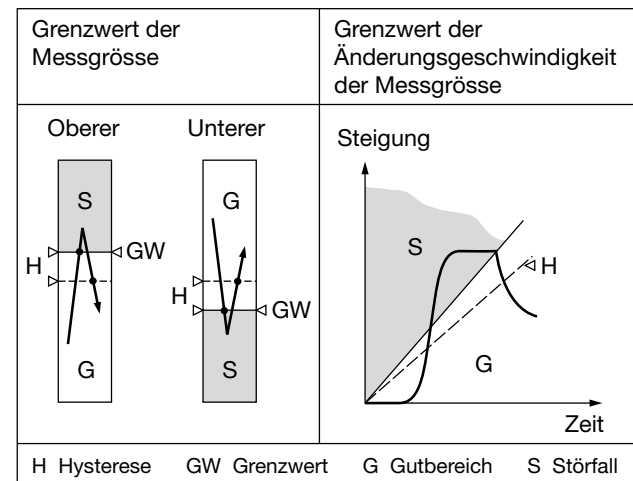 Grenzwert der
Messgrösse
Grenzwert der
Änderungsgeschwindigkeit
der Messgrösse
Oberer
Unterer
S
GW
H
G
G
H
GW
S
Steigung
S
H
G
Zeit
H Hysterese GW Grenzwert G Gutbereich S Störfall